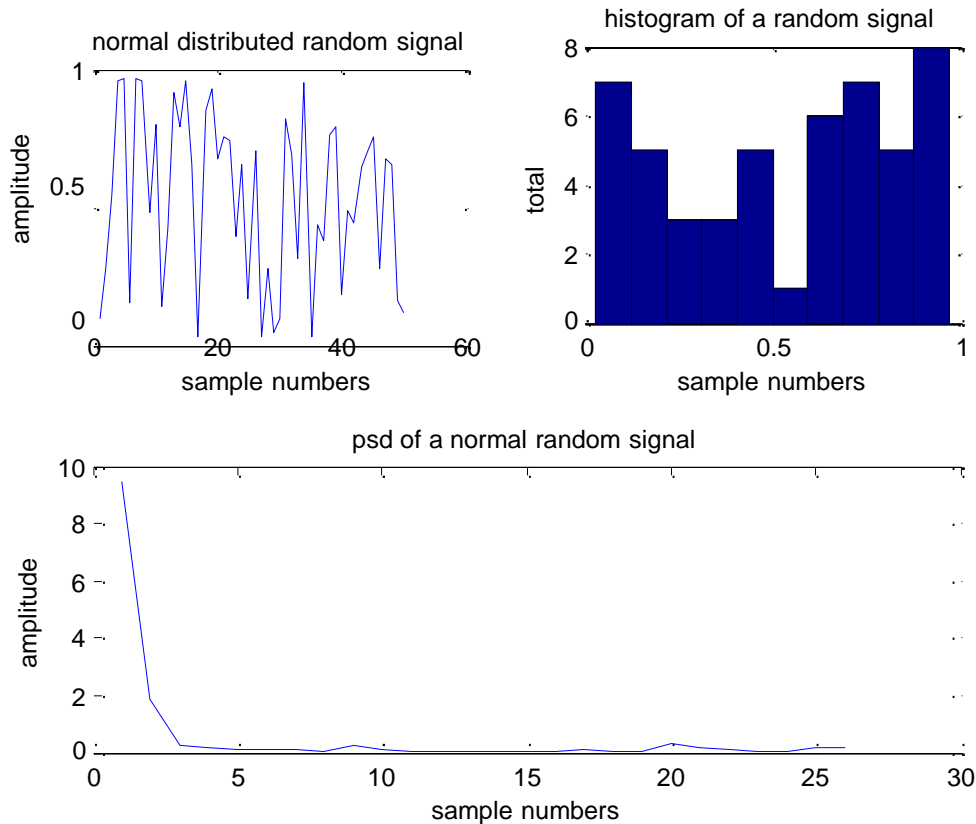 normal distributed random signal
1
0.5
0
amplitude
0 20 40 60
sample numbers
histogram of a random signal
8
6
4
2
0
total
0 0.5 1
sample numbers
psd of a normal random signal
10
8
6
4
2
0
amplitude
0 5 10 15 20 25 30
sample numbers